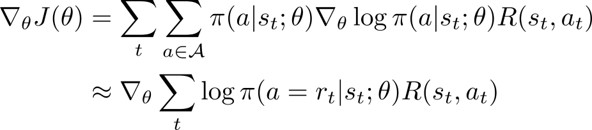 ∇_θ J(θ) = ∑_t ∑_{a∈𝒜} π(a|s_t; θ)∇_θ log π(a|s_t; θ)R(s_t, a_t)
≈ ∇_θ ∑_t log π(a = r_t|s_t; θ)R(s_t, a_t)